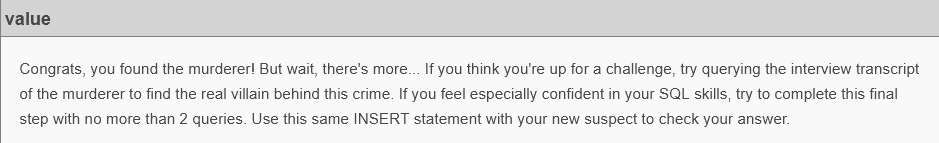 value
Congrats, you found the murderer! But wait, there's more... If you think you're up for a challenge, try querying the interview transcript
of the murderer to find the real villain behind this crime. If you feel especially confident in your SQL skills, try to complete this final
step with no more than 2 queries. Use this same INSERT statement with your new suspect to check your answer.